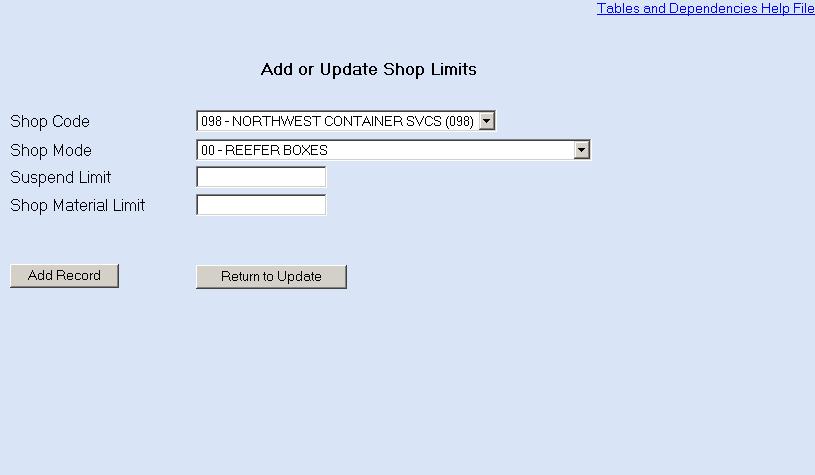 Tables and Dependencies Help File
Add or Update Shop Limits
Shop Code 098 - NORTHWEST CONTAINER SVCS (098)
Shop Mode 00 - REEFER BOXES
Suspend Limit
Shop Material Limit
Add Record Return to Update